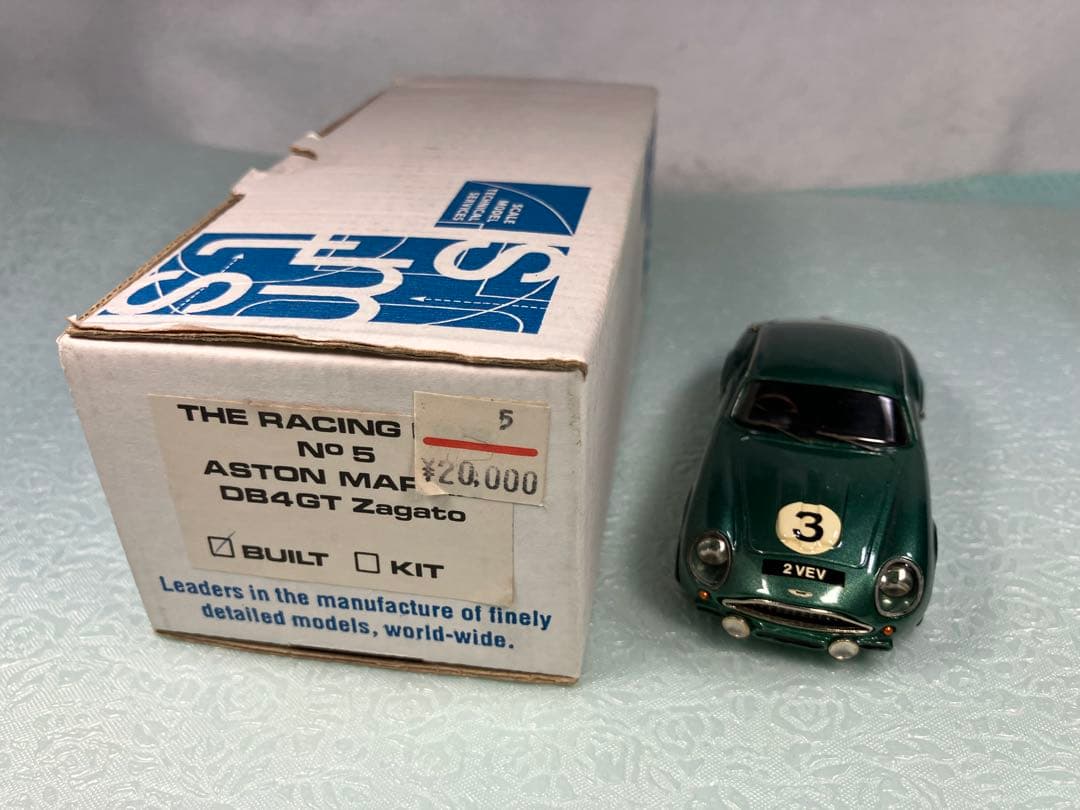 SCALE
MODEL
TECHNICAL
SERVICES
SMTS
THE RACING
5
Nº 5
¥20,000
ASTON MAR
DB4GT Zagato
BUILT
KIT
Leaders in the manufacture of finely
detailed models, world-wide.
3
2 VEV